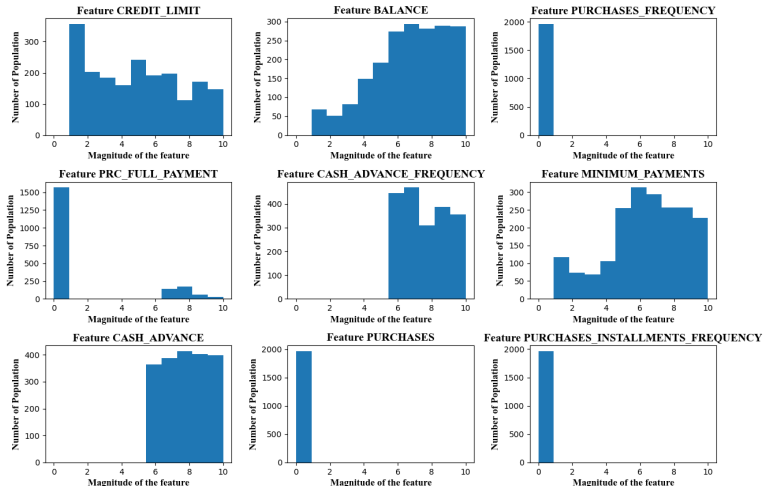 Feature CREDIT_LIMIT
Number of Population
300
200
100
0
0 2 4 6 8 10
Magnitude of the feature
Feature BALANCE
Number of Population
300
250
200
150
100
50
0
0 2 4 6 8 10
Magnitude of the feature
Feature PURCHASES_FREQUENCY
Number of Population
2000
1500
1000
500
0
0 2 4 6 8 10
Magnitude of the feature
Feature PRC_FULL_PAYMENT
Number of Population
1500
1250
1000
750
500
250
0
0 2 4 6 8 10
Magnitude of the feature
Feature CASH_ADVANCE_FREQUENCY
Number of Population
400
300
200
100
0
0 2 4 6 8 10
Magnitude of the feature
Feature MINIMUM_PAYMENTS
Number of Population
300
250
200
150
100
50
0
0 2 4 6 8 10
Magnitude of the feature
Feature CASH_ADVANCE
Number of Population
400
300
200
100
0
0 2 4 6 8 10
Magnitude of the feature
Feature PURCHASES
Number of Population
2000
1500
1000
500
0
0 2 4 6 8 10
Magnitude of the feature
Feature PURCHASES_INSTALLMENTS_FREQUENCY
Number of Population
2000
1500
1000
500
0
0 2 4 6 8 10
Magnitude of the feature